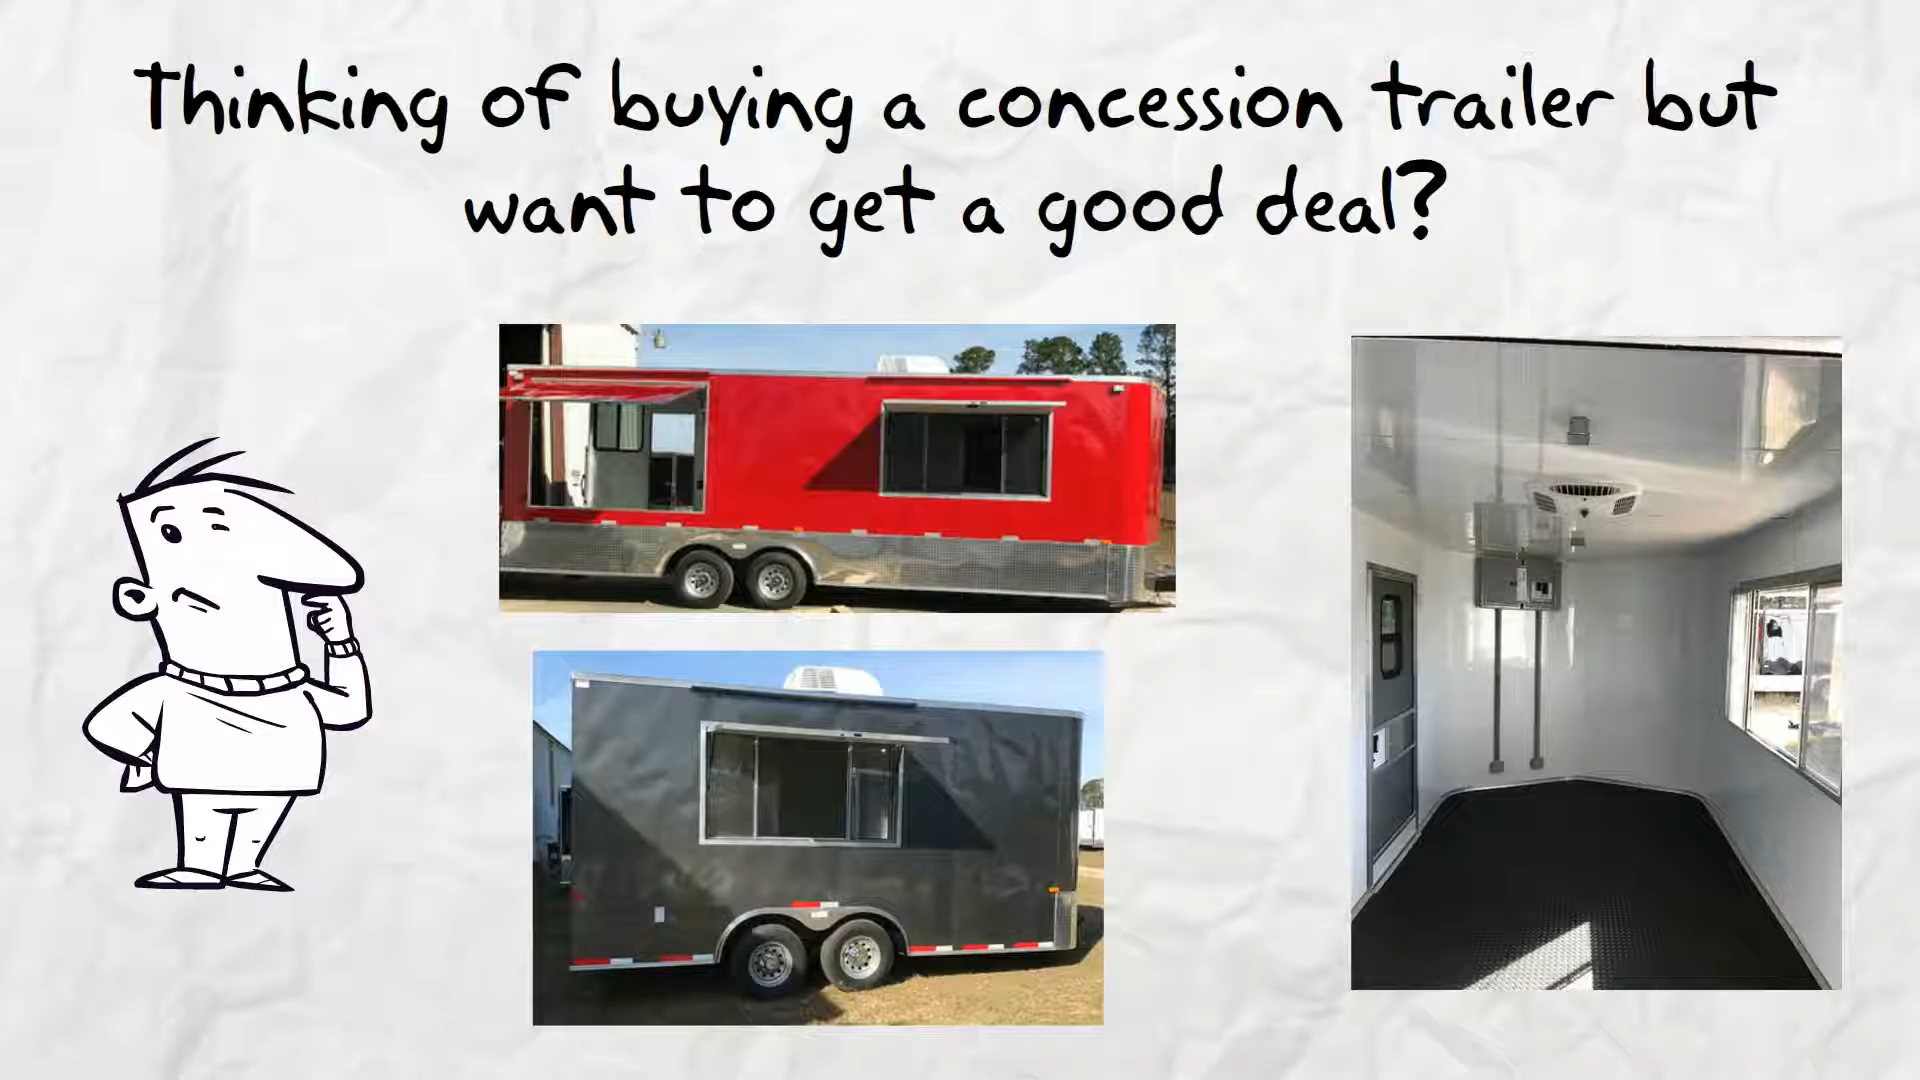 Thinking of buying a concession trailer but
want to get a good deal?